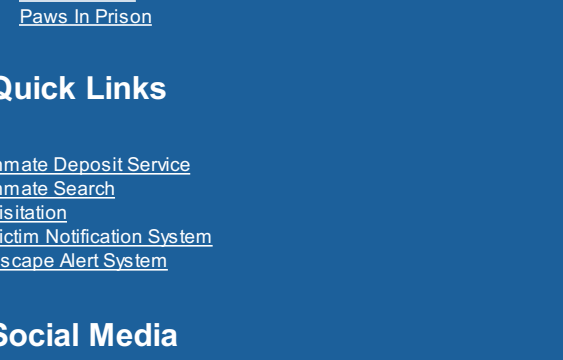 Paws In Prison
Quick Links
nmate Deposit Service
nmate Search
isitation
ictim Notification System
scape Alert System
Social Media